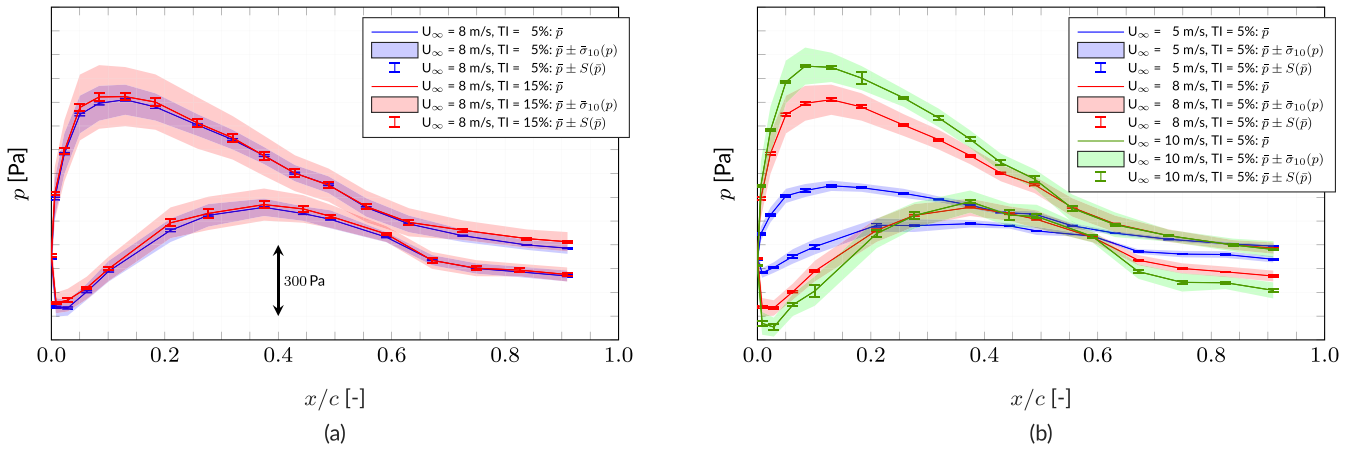 U∞ = 8 m/s, TI = 5%: p̄
U∞ = 8 m/s, TI = 5%: p̄ ± σ̄₁₀(p)
U∞ = 8 m/s, TI = 5%: p̄ ± S(p̄)
U∞ = 8 m/s, TI = 15%: p̄
U∞ = 8 m/s, TI = 15%: p̄ ± σ̄₁₀(p)
U∞ = 8 m/s, TI = 15%: p̄ ± S(p̄)
p [Pa]
300 Pa
0.0 0.2 0.4 0.6 0.8 1.0
x/c [-]
(a)
U∞ = 5 m/s, TI = 5%: p̄
U∞ = 5 m/s, TI = 5%: p̄ ± σ̄₁₀(p)
U∞ = 5 m/s, TI = 5%: p̄ ± S(p̄)
U∞ = 8 m/s, TI = 5%: p̄
U∞ = 8 m/s, TI = 5%: p̄ ± σ̄₁₀(p)
U∞ = 8 m/s, TI = 5%: p̄ ± S(p̄)
U∞ = 10 m/s, TI = 5%: p̄
U∞ = 10 m/s, TI = 5%: p̄ ± σ̄₁₀(p)
U∞ = 10 m/s, TI = 5%: p̄ ± S(p̄)
p [Pa]
0.0 0.2 0.4 0.6 0.8 1.0
x/c [-]
(b)